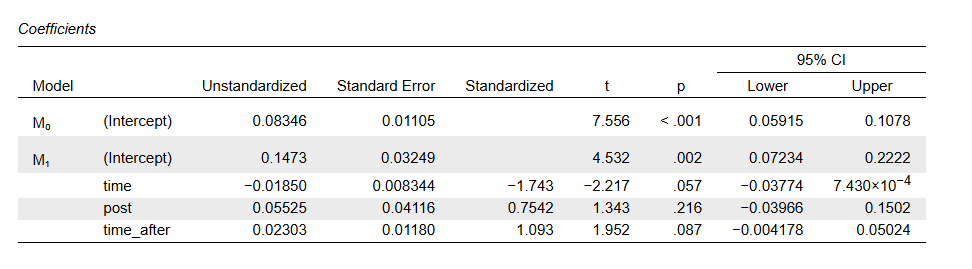 Coefficients
95% CI
Model Unstandardized Standard Error Standardized t p Lower Upper
M₀ (Intercept) 0.08346 0.01105 7.556 < .001 0.05915 0.1078
M₁ (Intercept) 0.1473 0.03249 4.532 .002 0.07234 0.2222
time −0.01850 0.008344 −1.743 −2.217 .057 −0.03774 7.430×10⁻⁴
post 0.05525 0.04116 0.7542 1.343 .216 −0.03966 0.1502
time_after 0.02303 0.01180 1.093 1.952 .087 −0.004178 0.05024